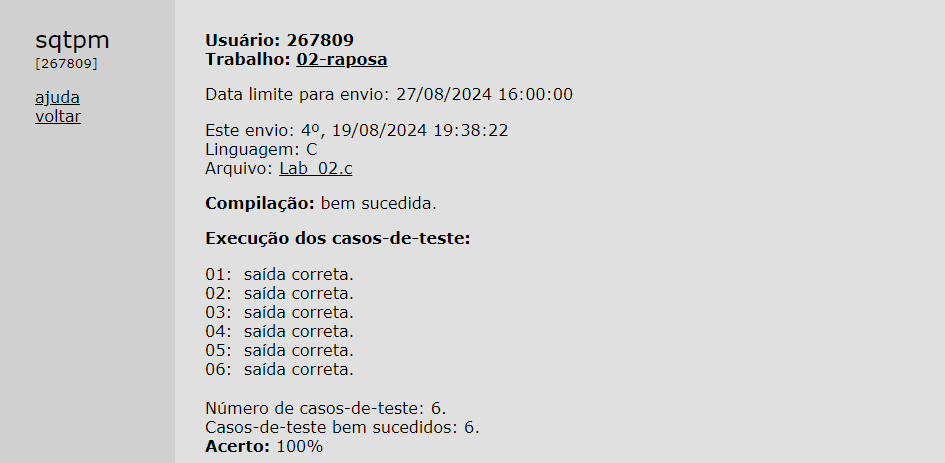 sqtpm
[267809]
ajuda
voltar
Usuário: 267809
Trabalho: 02-raposa
Data limite para envio: 27/08/2024 16:00:00
Este envio: 4º, 19/08/2024 19:38:22
Linguagem: C
Arquivo: Lab_02.c
Compilação: bem sucedida.
Execução dos casos-de-teste:
01: saída correta.
02: saída correta.
03: saída correta.
04: saída correta.
05: saída correta.
06: saída correta.
Número de casos-de-teste: 6.
Casos-de-teste bem sucedidos: 6.
Acerto: 100%